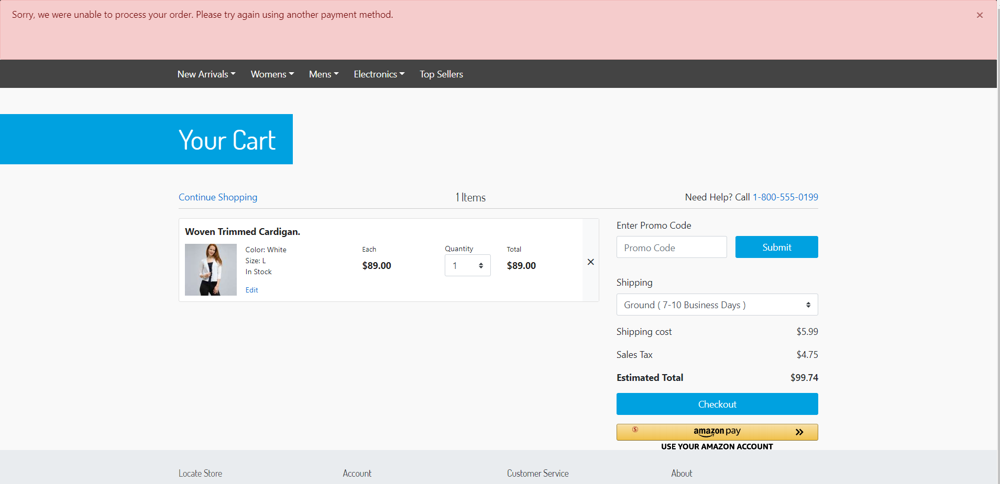 Sorry, we were unable to process your order. Please try again using another payment method.
×
New Arrivals Womens Mens Electronics Top Sellers
Your Cart
Continue Shopping
1 Items
Need Help? Call 1-800-555-0199
Woven Trimmed Cardigan.
Color: White
Size: L
In Stock
Edit
Each
$89.00
Quantity
1
Total
$89.00
×
Enter Promo Code
Promo Code
Submit
Shipping
Ground ( 7-10 Business Days )
Shipping cost $5.99
Sales Tax $4.75
Estimated Total $99.74
Checkout
S
amazon pay
USE YOUR AMAZON ACCOUNT
Locate Store
Account
Customer Service
About